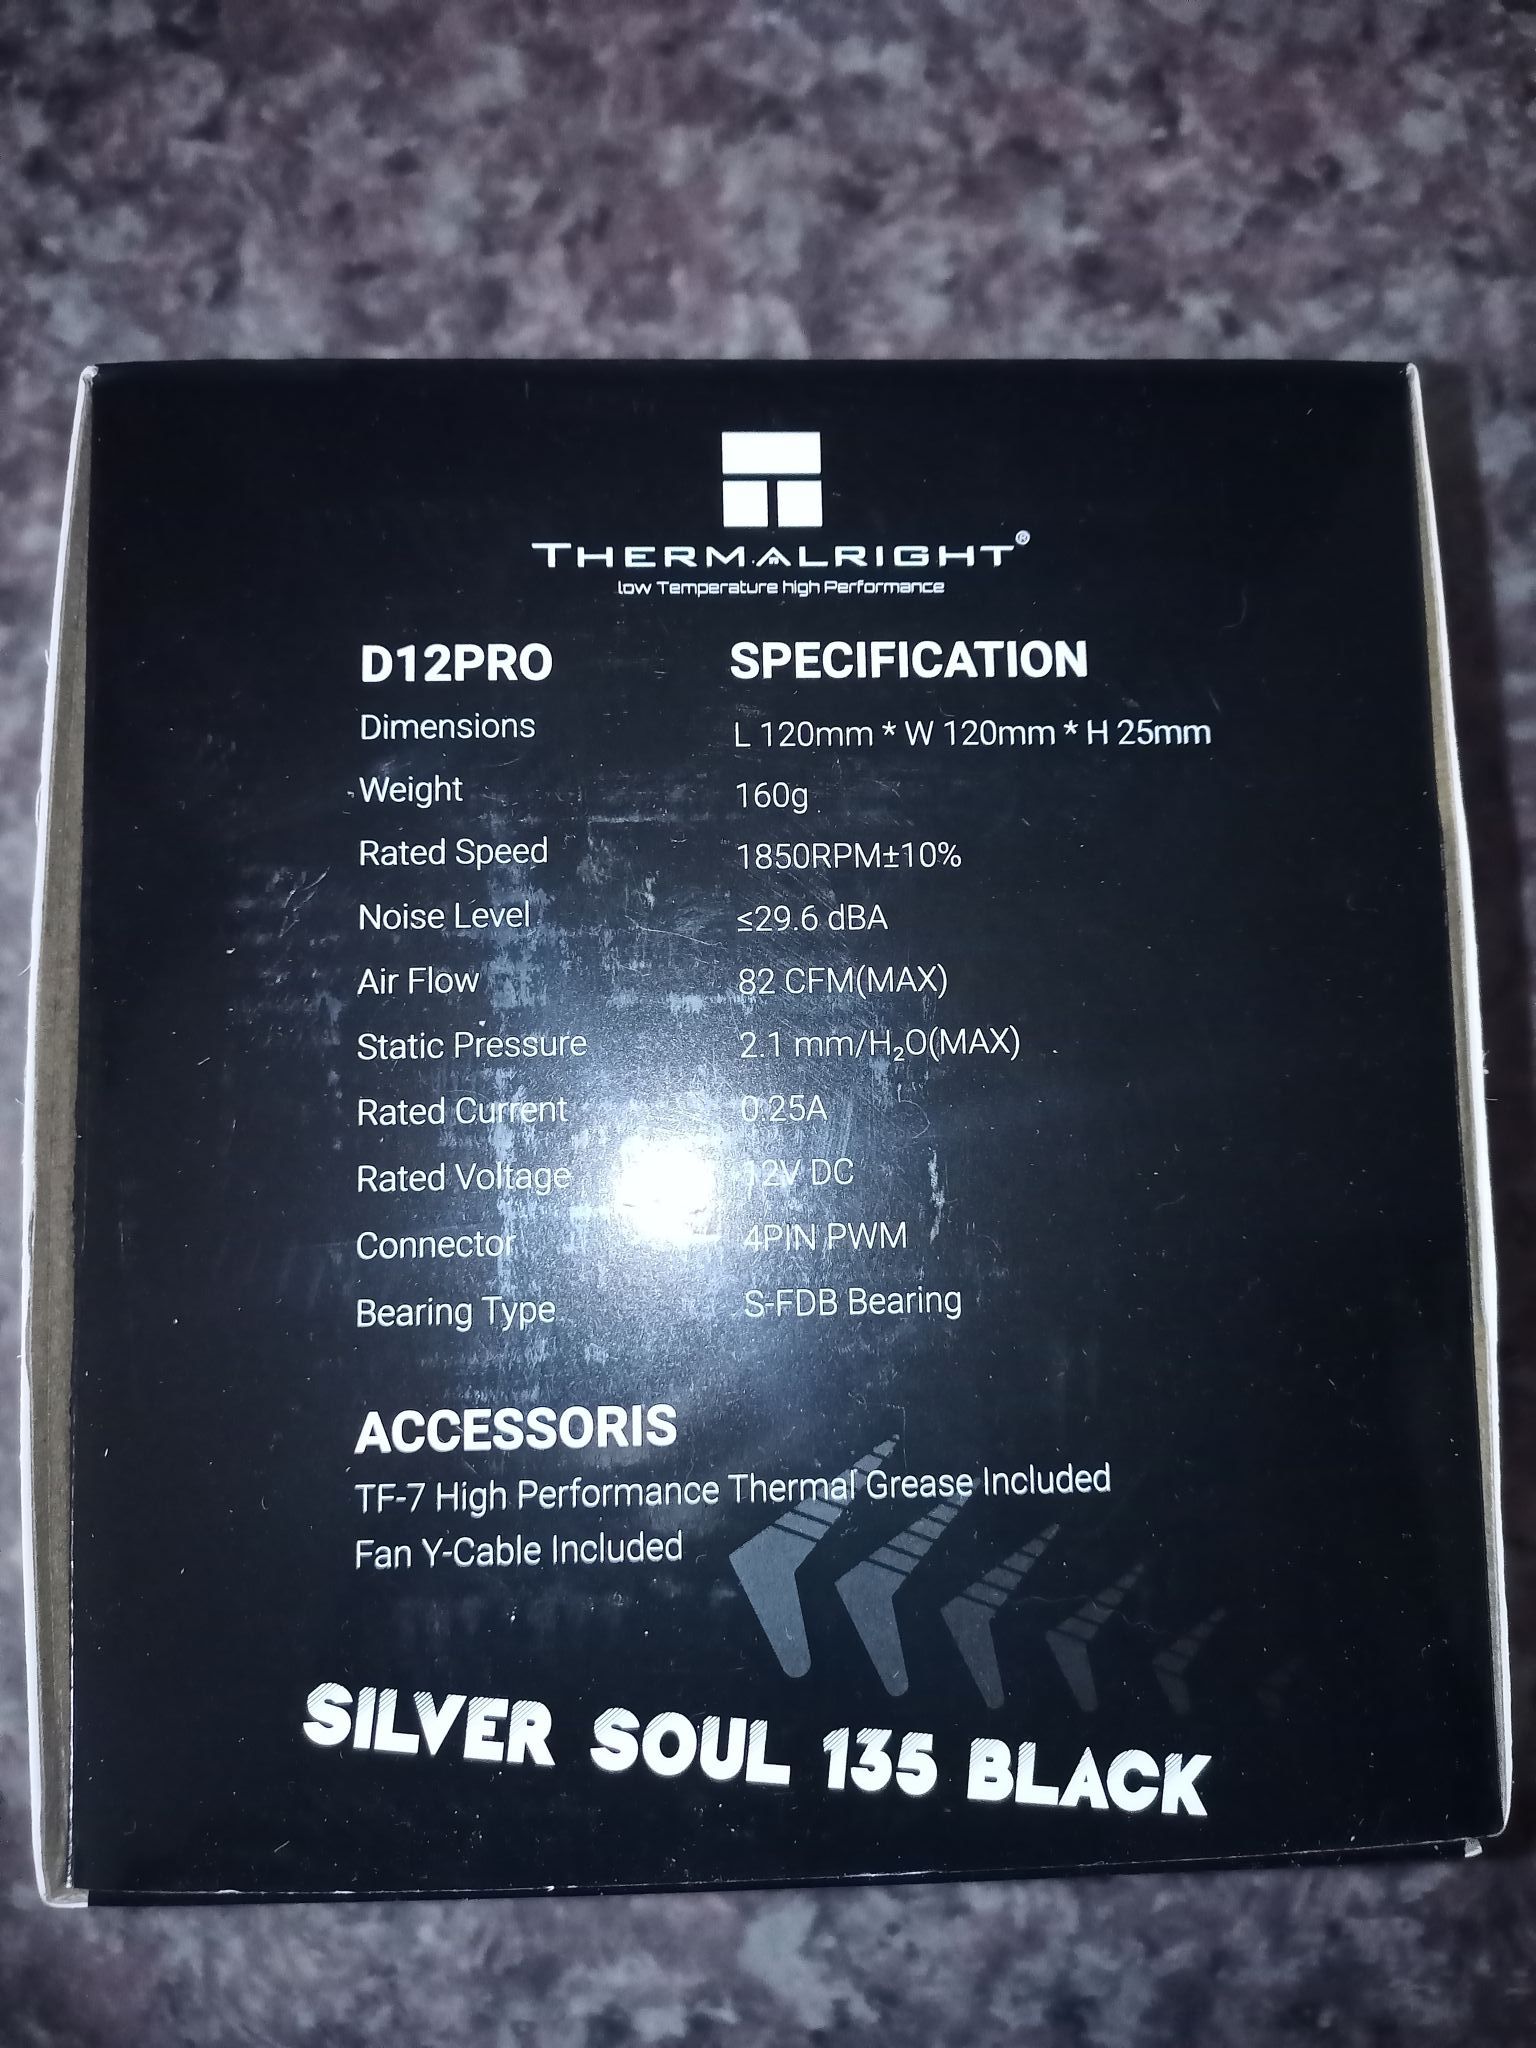 THERMALRIGHT®
low Temperature high Performance
D12PRO SPECIFICATION
Dimensions L 120mm * W 120mm * H 25mm
Weight 160g
Rated Speed 1850RPM±10%
Noise Level ≤29.6 dBA
Air Flow 82 CFM(MAX)
Static Pressure 2.1 mm/H₂O(MAX)
Rated Current 0.25A
Rated Voltage 12V DC
Connector 4PIN PWM
Bearing Type S-FDB Bearing
ACCESSORIS
TF-7 High Performance Thermal Grease Included
Fan Y-Cable Included
SILVER SOUL 135 BLACK